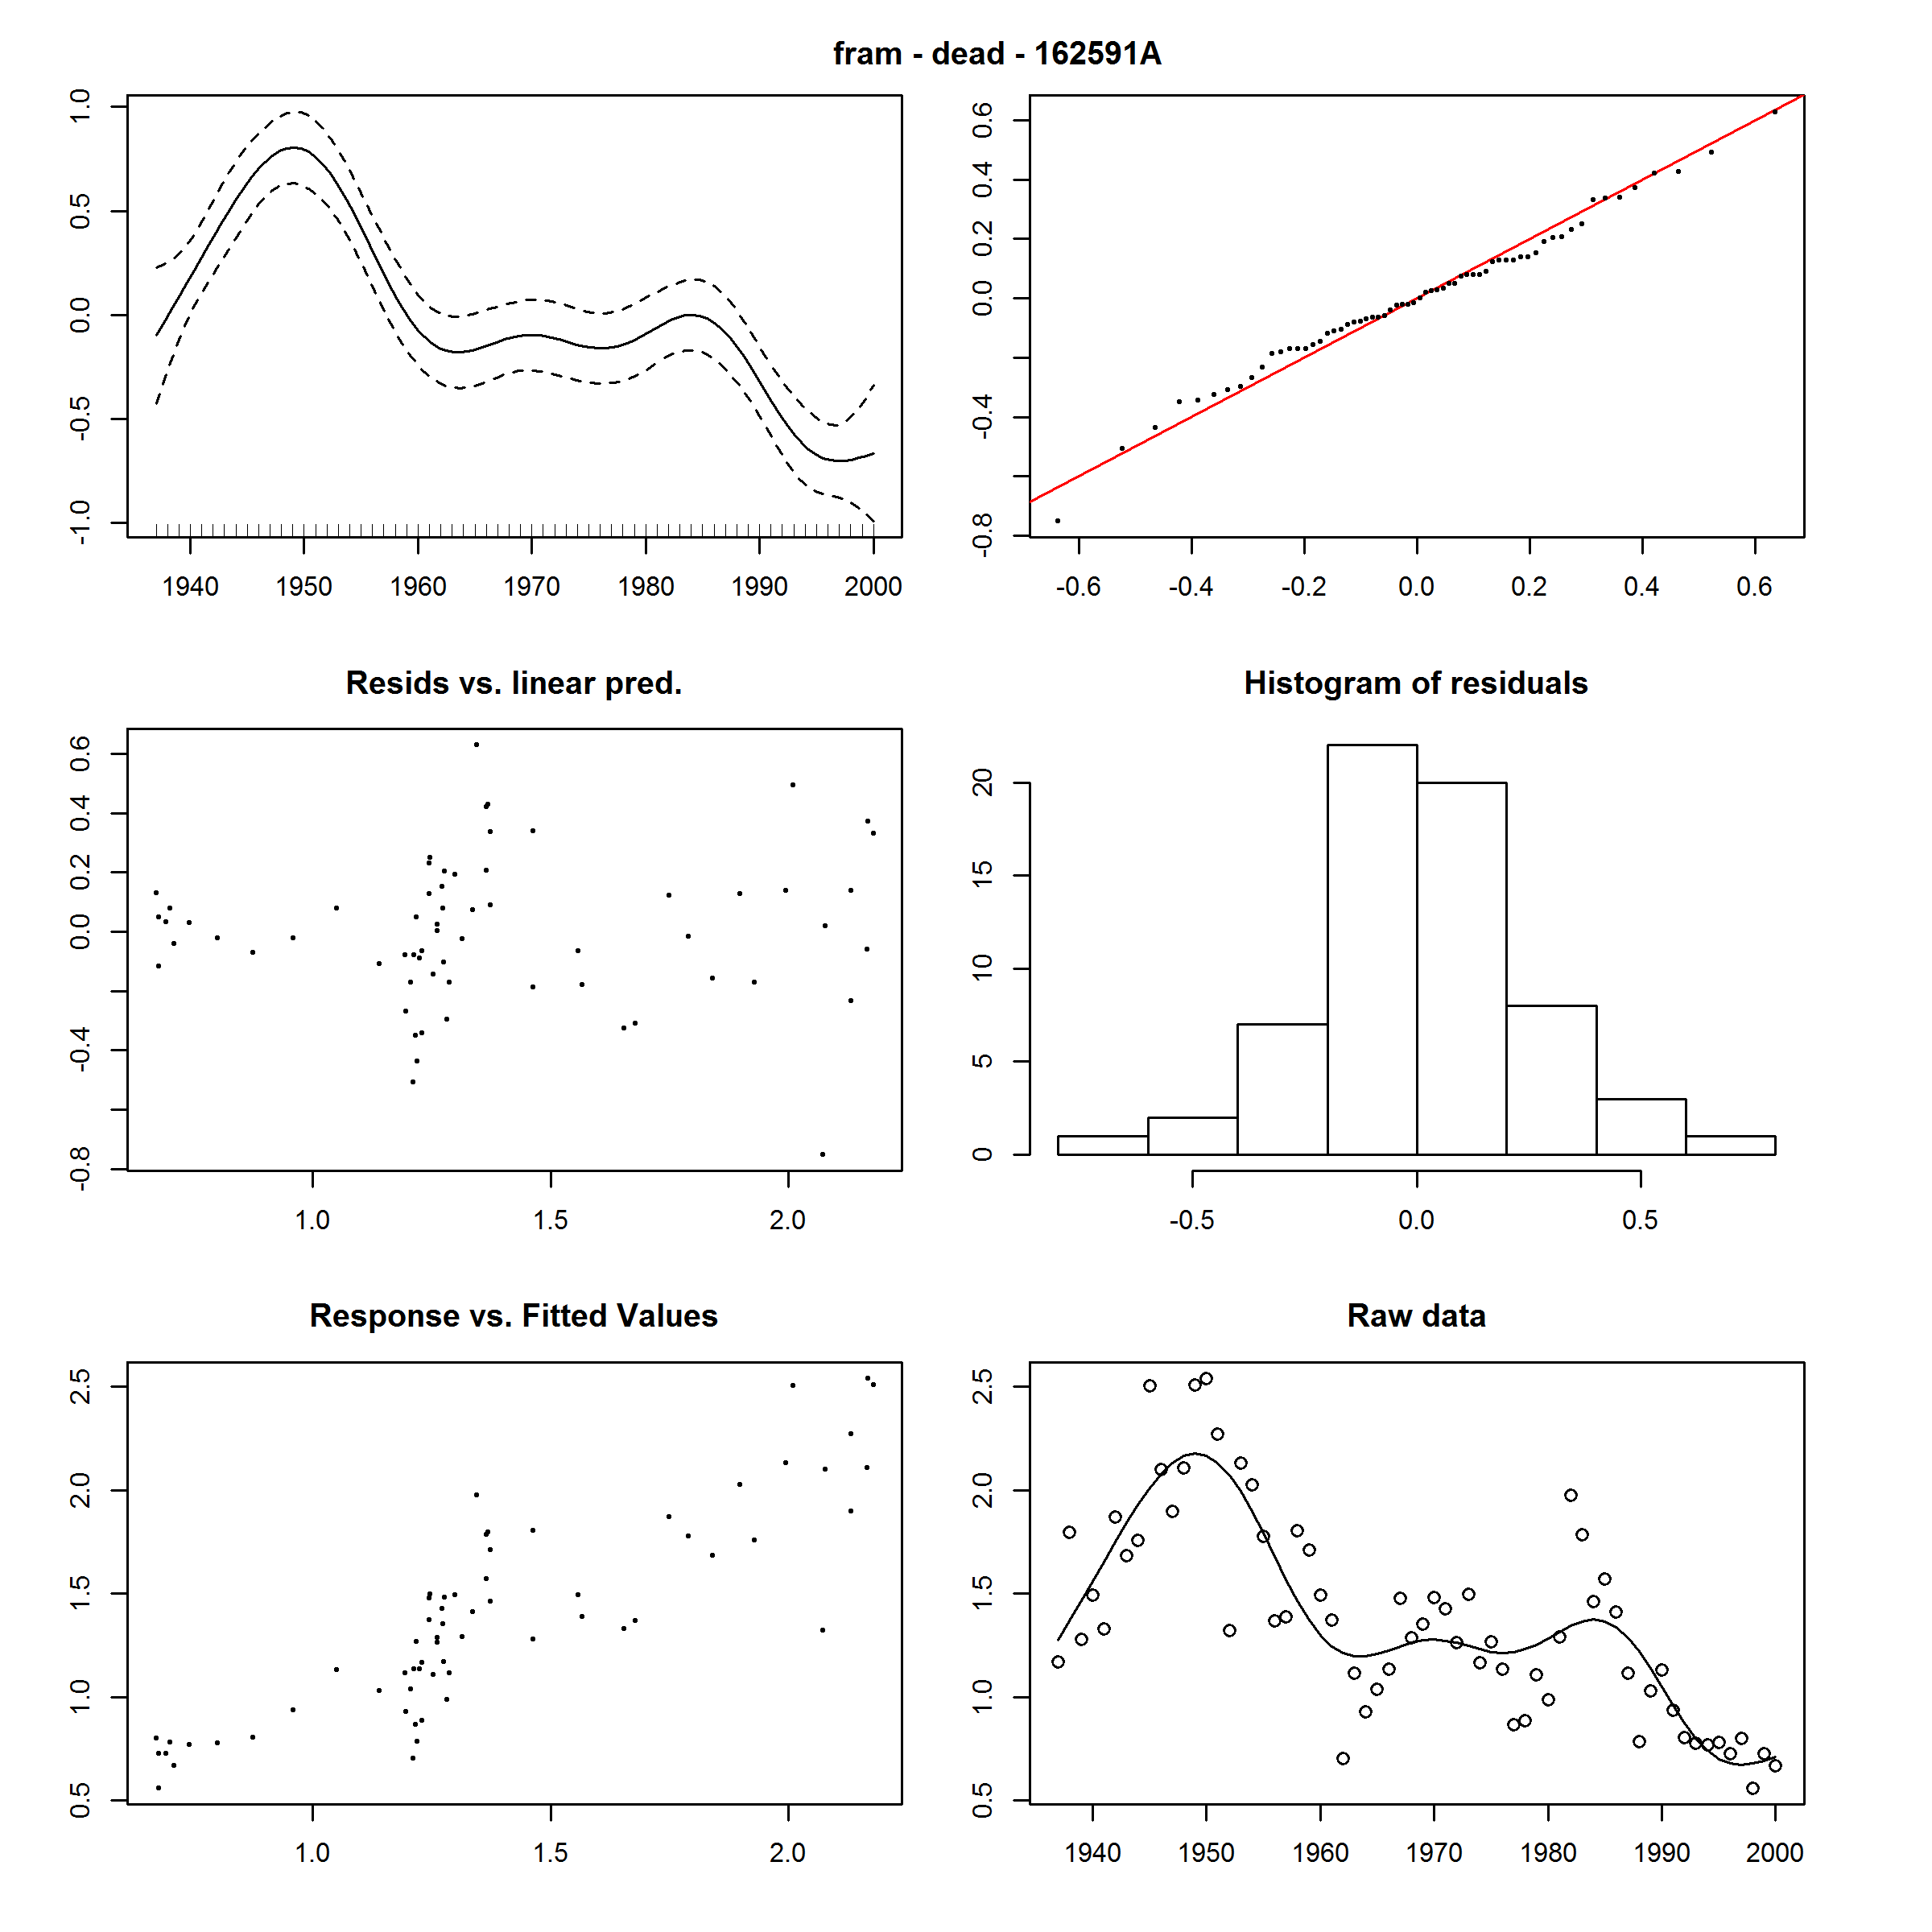 fram - dead - 162591A
1.0
0.5
0.0
-0.5
-1.0
1940 1950 1960 1970 1980 1990 2000
0.6
0.4
0.2
0.0
-0.4
-0.8
-0.6 -0.4 -0.2 0.0 0.2 0.4 0.6
Resids vs. linear pred.
0.6
0.4
0.2
0.0
-0.4
-0.8
1.0 1.5 2.0
Histogram of residuals
20
15
10
5
0
-0.5 0.0 0.5
Response vs. Fitted Values
2.5
2.0
1.5
1.0
0.5
1.0 1.5 2.0
Raw data
2.5
2.0
1.5
1.0
0.5
1940 1950 1960 1970 1980 1990 2000